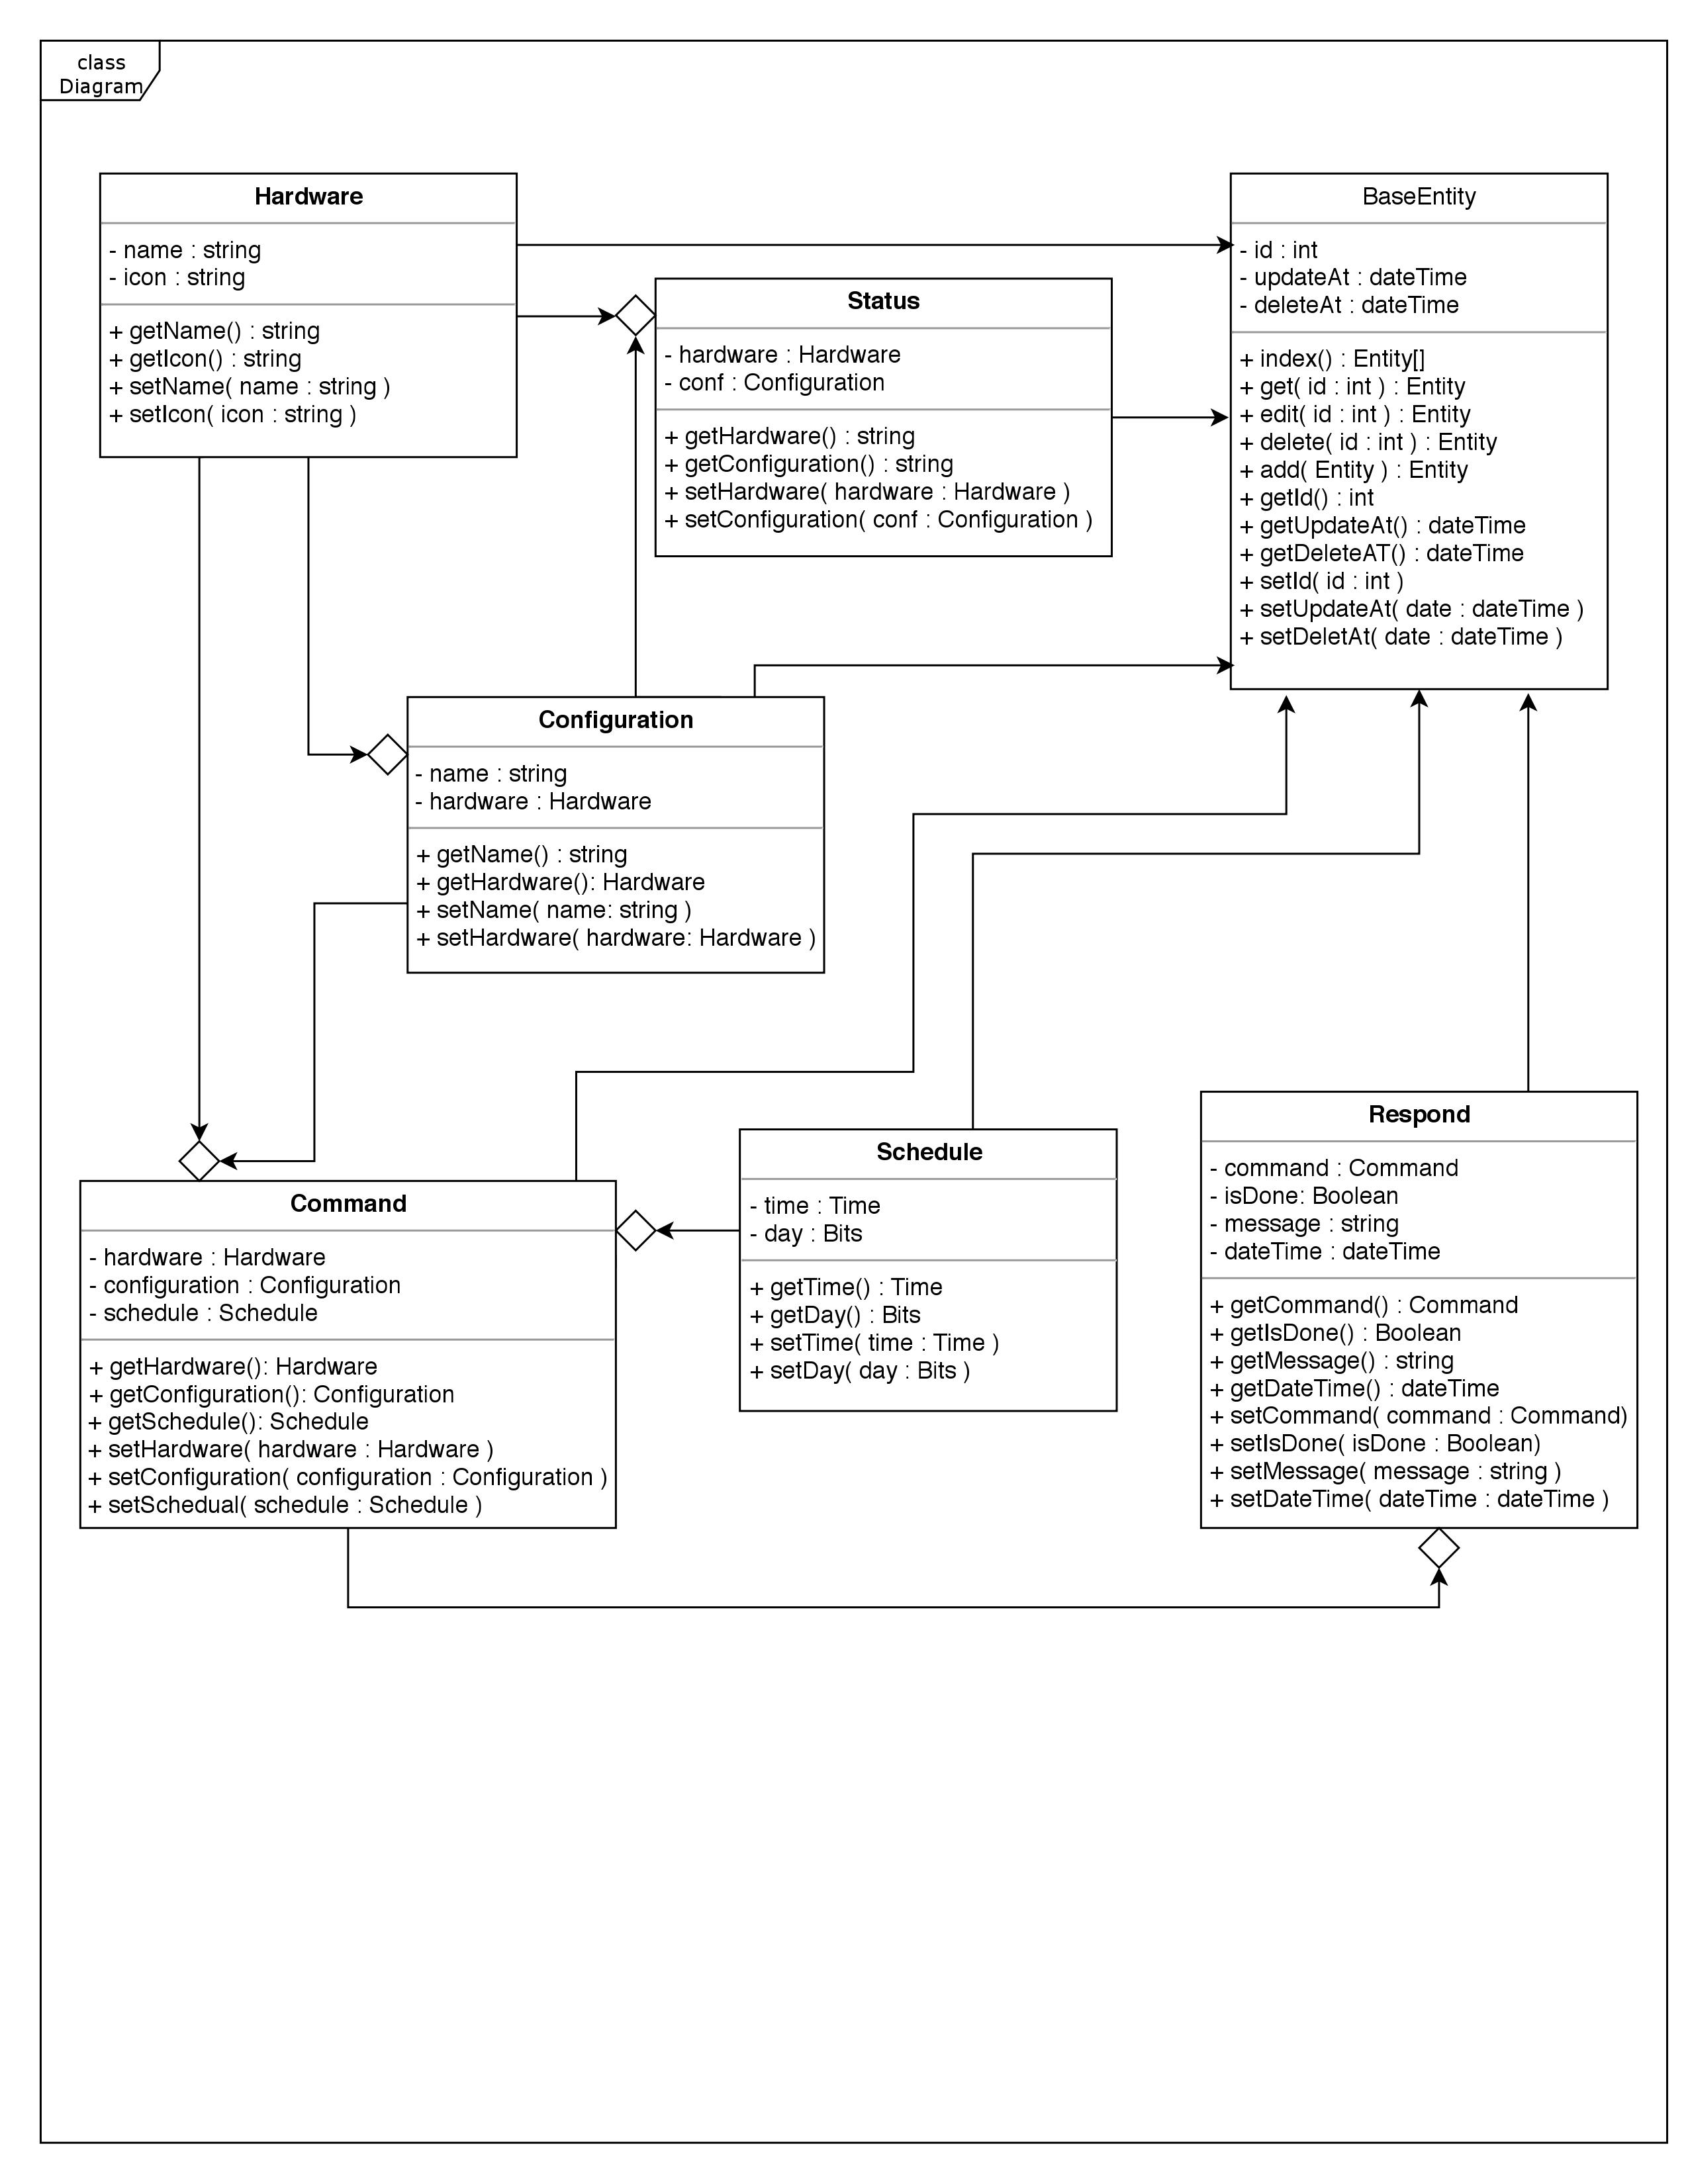 class
Diagram
Hardware
- name : string
- icon : string
+ getName() : string
+ getIcon() : string
+ setName( name : string )
+ setIcon( icon : string )
Status
- hardware : Hardware
- conf : Configuration
+ getHardware() : string
+ getConfiguration() : string
+ setHardware( hardware : Hardware )
+ setConfiguration( conf : Configuration )
BaseEntity
- id : int
- updateAt : dateTime
- deleteAt : dateTime
+ index() : Entity[]
+ get( id : int ) : Entity
+ edit( id : int ) : Entity
+ delete( id : int ) : Entity
+ add( Entity ) : Entity
+ getId() : int
+ getUpdateAt() : dateTime
+ getDeleteAT() : dateTime
+ setId( id : int )
+ setUpdateAt( date : dateTime )
+ setDeletAt( date : dateTime )
Configuration
- name : string
- hardware : Hardware
+ getName() : string
+ getHardware(): Hardware
+ setName( name: string )
+ setHardware( hardware: Hardware )
Command
- hardware : Hardware
- configuration : Configuration
- schedule : Schedule
+ getHardware(): Hardware
+ getConfiguration(): Configuration
+ getSchedule(): Schedule
+ setHardware( hardware : Hardware )
+ setConfiguration( configuration : Configuration )
+ setSchedual( schedule : Schedule )
Schedule
- time : Time
- day : Bits
+ getTime() : Time
+ getDay() : Bits
+ setTime( time : Time )
+ setDay( day : Bits )
Respond
- command : Command
- isDone: Boolean
- message : string
- dateTime : dateTime
+ getCommand() : Command
+ getIsDone() : Boolean
+ getMessage() : string
+ getDateTime() : dateTime
+ setCommand( command : Command)
+ setIsDone( isDone : Boolean)
+ setMessage( message : string )
+ setDateTime( dateTime : dateTime )